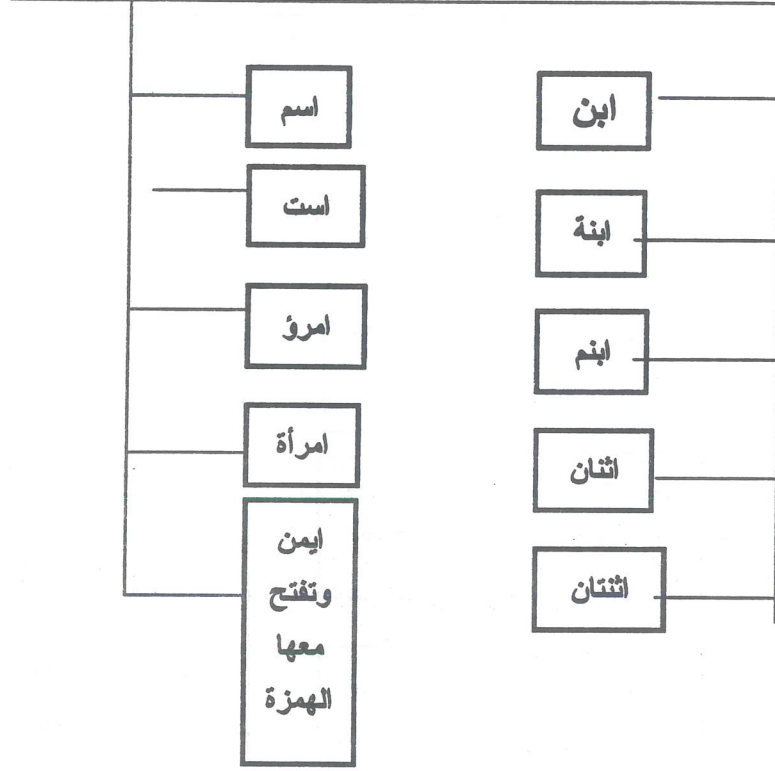 ابن
ابنة
ابنم
اثنان
اثنتان
اسم
است
امرؤ
امرأة
ايمن
وتفتح
معها
الهمزة